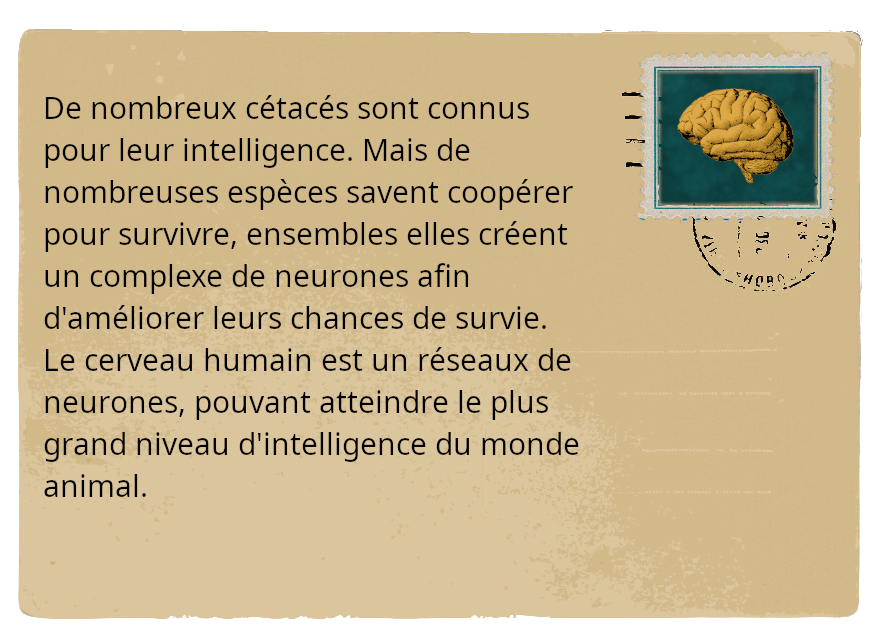 De nombreux cétacés sont connus
pour leur intelligence. Mais de
nombreuses espèces savent coopérer
pour survivre, ensembles elles créent
un complexe de neurones afin
d'améliorer leurs chances de survie.
Le cerveau humain est un réseaux de
neurones, pouvant atteindre le plus
grand niveau d'intelligence du monde
animal.